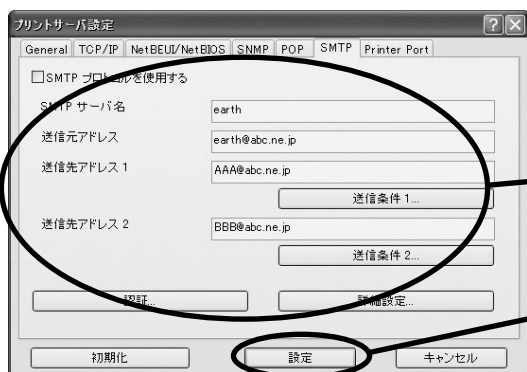 プリントサーバ設定
General TCP/IP NetBEUI/NetBIOS SNMP POP SMTP Printer Port
SMTP プロトコルを使用する
SMTP サーバ名 earth
送信元アドレス earth@abc.ne.jp
送信先アドレス 1 AAA@abc.ne.jp
送信条件 1...
送信先アドレス 2 BBB@abc.ne.jp
送信条件 2...
認証... 詳細設定...
初期化 設定 キャンセル